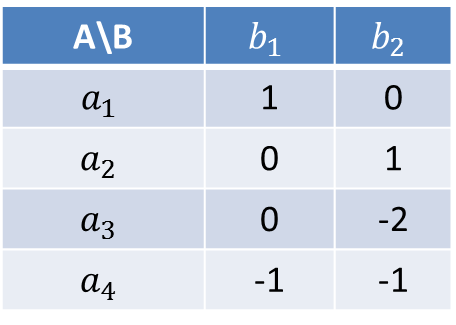 A\B b₁ b₂
a₁ 1 0
a₂ 0 1
a₃ 0 -2
a₄ -1 -1